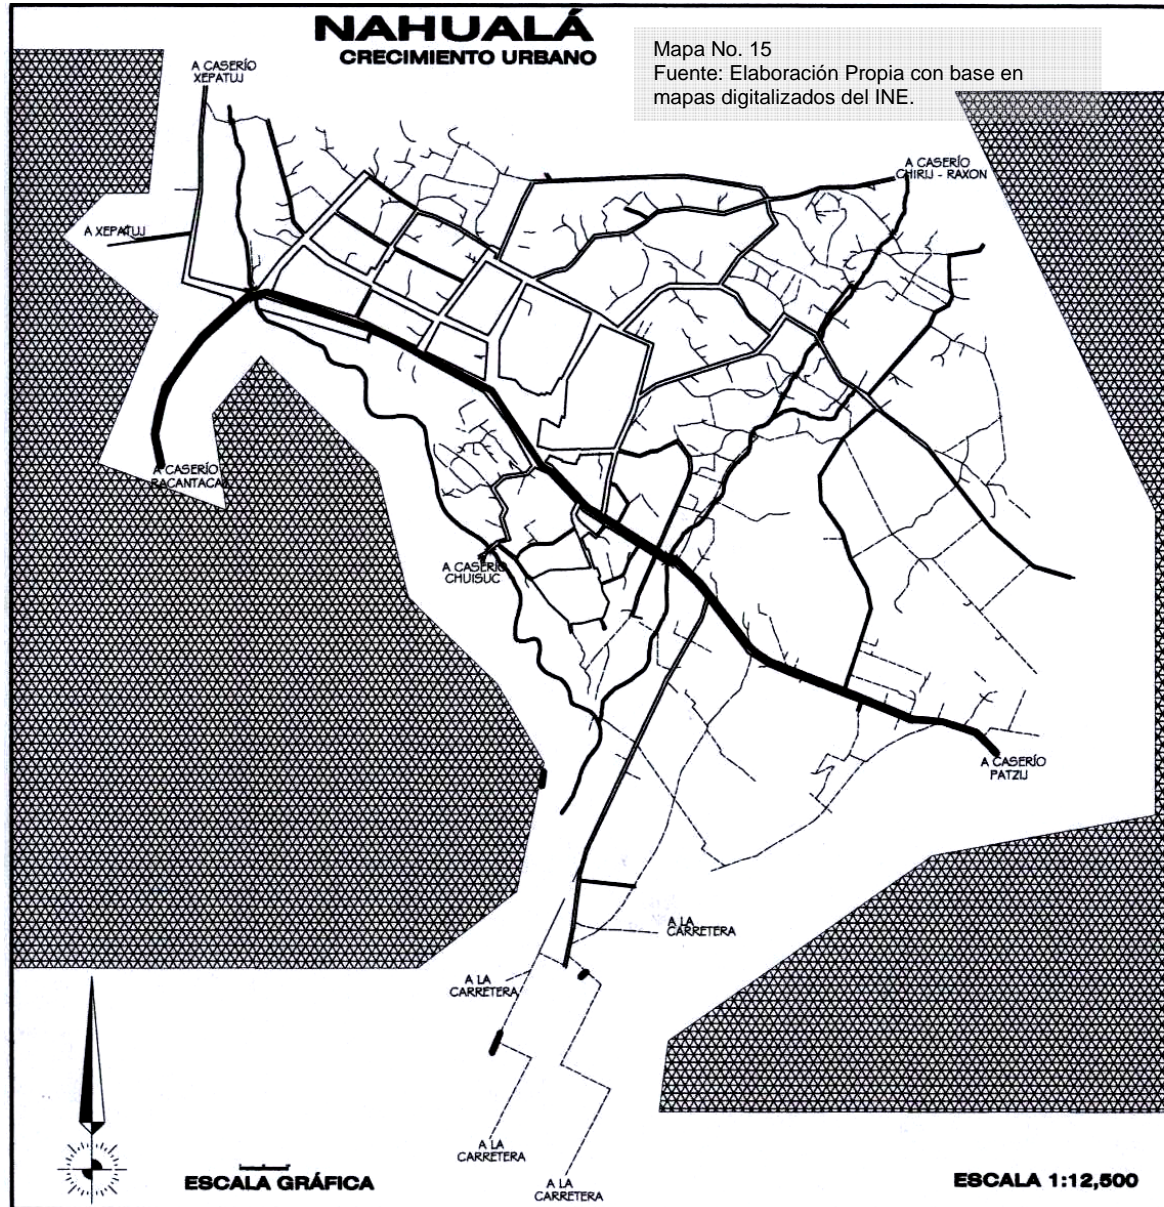 NAHUALÁ
CRECIMIENTO URBANO
Mapa No. 15
Fuente: Elaboración Propia con base en
mapas digitalizados del INE.
A CASERÍO
XEPATUJ
A CASERÍO
CHIRIJ - RAXON
A XEPATUJ
A CASERÍO
RACANTACAJ
A CASERÍO
CHUISUC
A CASERÍO
PATZIJ
A LA
CARRETERA
A LA
CARRETERA
A LA
CARRETERA
A LA
CARRETERA
ESCALA GRÁFICA
ESCALA 1:12,500